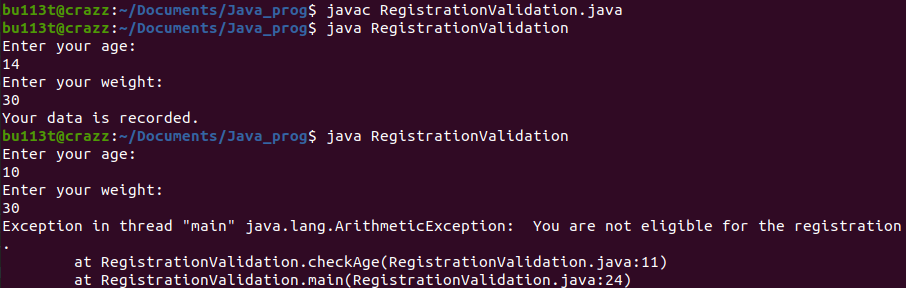 bu113t@crazz:~/Documents/Java_prog$ javac RegistrationValidation.java
bu113t@crazz:~/Documents/Java_prog$ java RegistrationValidation
Enter your age:
14
Enter your weight:
30
Your data is recorded.
bu113t@crazz:~/Documents/Java_prog$ java RegistrationValidation
Enter your age:
10
Enter your weight:
30
Exception in thread "main" java.lang.ArithmeticException:  You are not eligible for the registration
.
        at RegistrationValidation.checkAge(RegistrationValidation.java:11)
        at RegistrationValidation.main(RegistrationValidation.java:24)